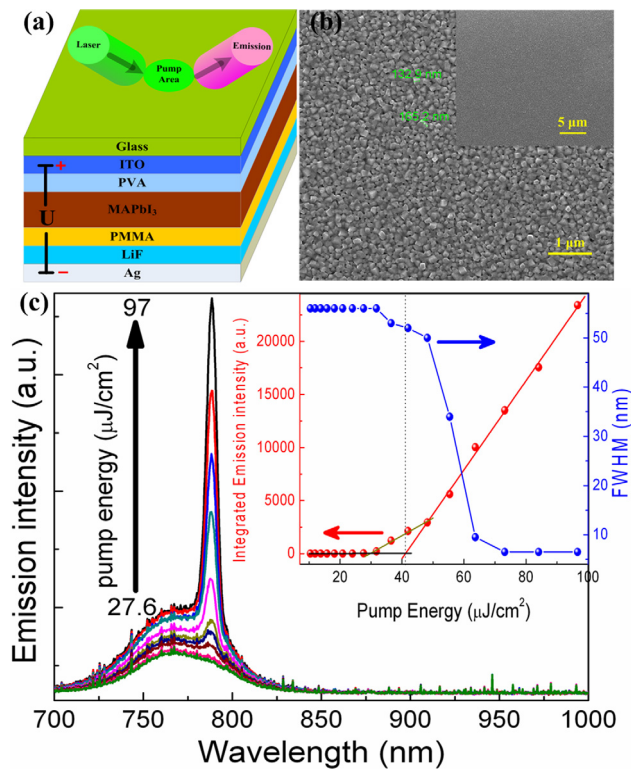 (a)
Laser
Emission
Pump
Area
Glass
ITO
PVA
MAPbI₃
PMMA
LiF
Ag
+
U
−
(b)
5 μm
1 μm
(c)
97
27.6
pump energy (μJ/cm²)
Emission intensity (a.u.)
700 750 800 850 900 950 1000
Wavelength (nm)
Integrated Emission intensity (a.u.)
20000
15000
10000
5000
0
20 40 60 80 100
Pump Energy (μJ/cm²)
50
40
30
20
10
FWHM (nm)